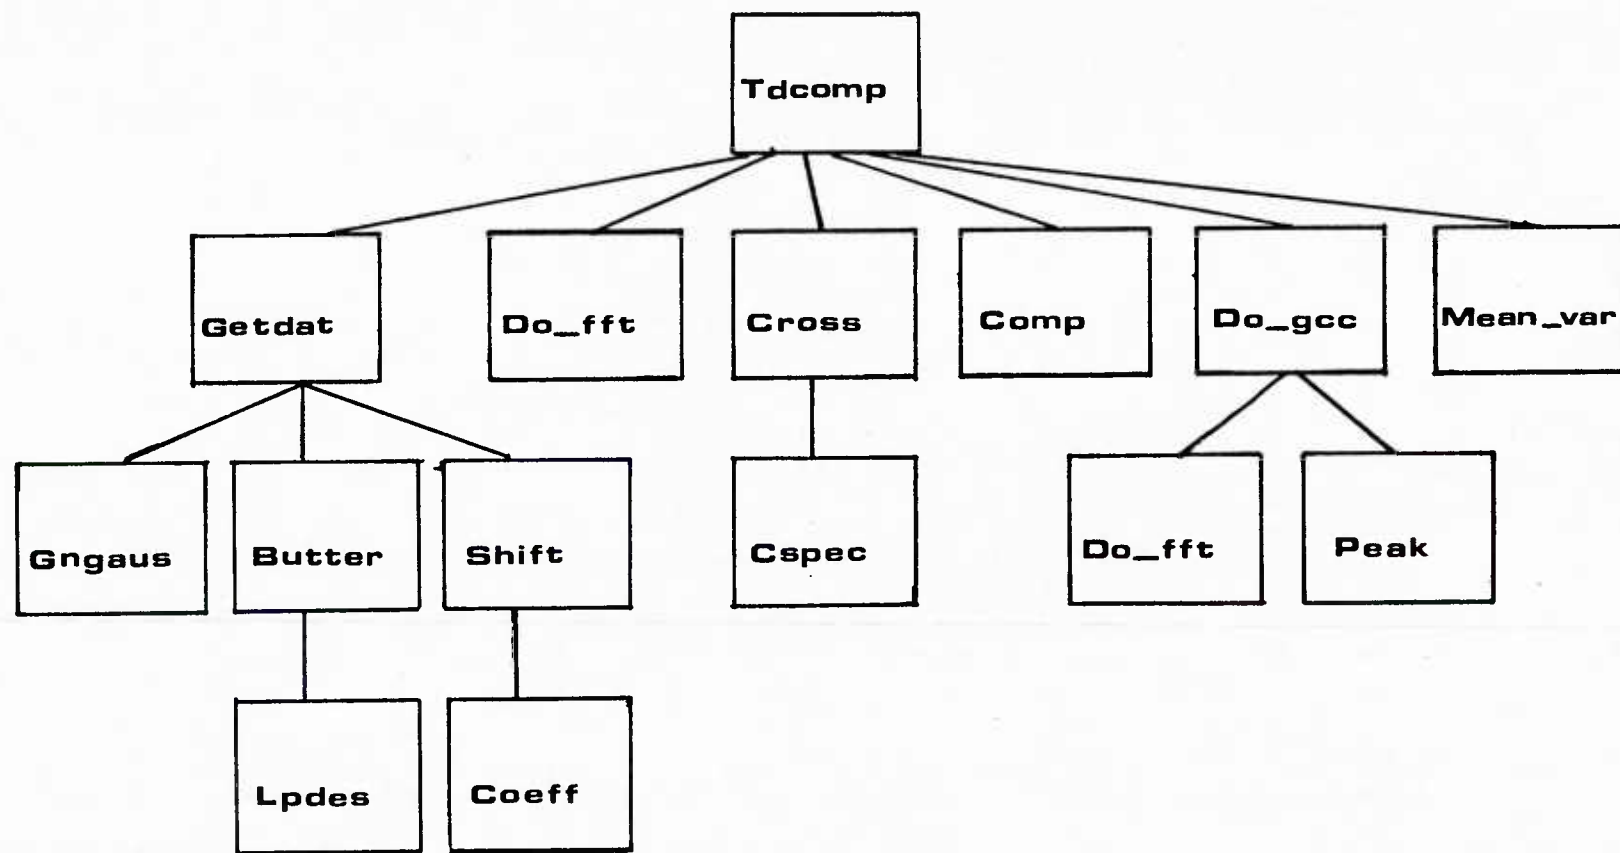 Tdcomp
Getdat
Do_fft
Cross
Comp
Do_gcc
Mean_var
Gngaus
Butter
Shift
Cspec
Do_fft
Peak
Lpdes
Coeff